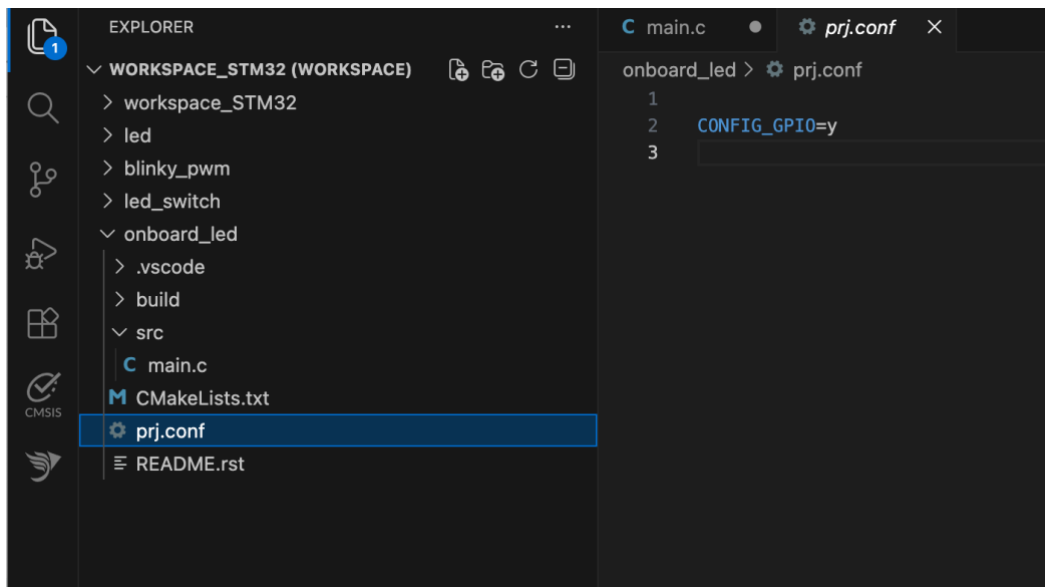 1
CMSIS
EXPLORER
WORKSPACE_STM32 (WORKSPACE)
workspace_STM32
led
blinky_pwm
led_switch
onboard_led
.vscode
build
src
C main.c
M CMakeLists.txt
prj.conf
README.rst
C main.c
prj.conf
onboard_led > prj.conf
1
2 CONFIG_GPIO=y
3